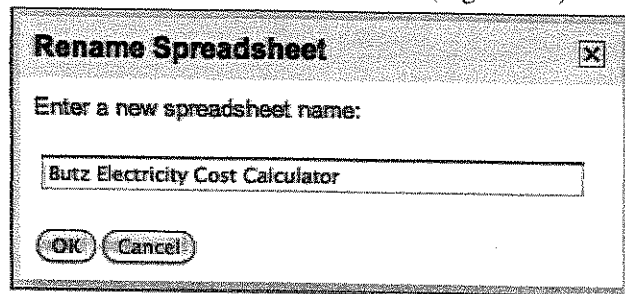 Rename Spreadsheet
Enter a new spreadsheet name:
Butz Electricity Cost Calculator
OK Cancel